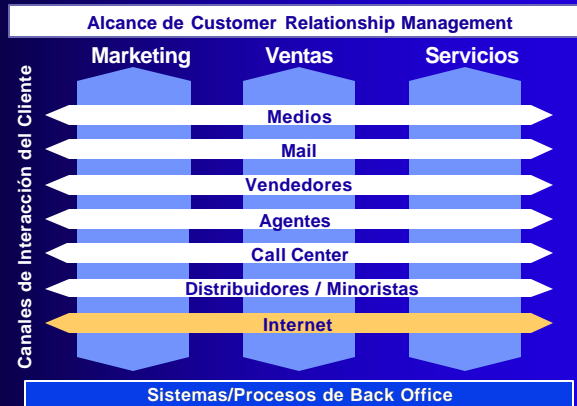 Alcance de Customer Relationship Management
Marketing Ventas Servicios
Canales de Interacción del Cliente
Medios
Mail
Vendedores
Agentes
Call Center
Distribuidores / Minoristas
Internet
Sistemas/Procesos de Back Office